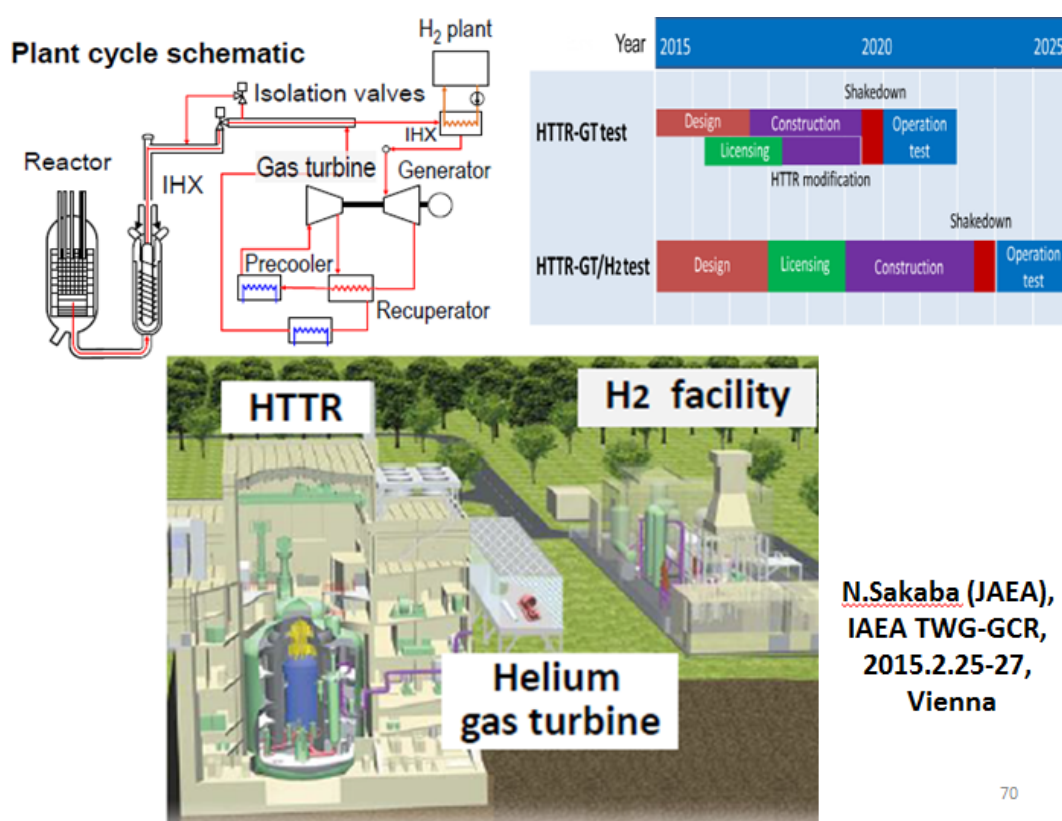 Plant cycle schematic
H2 plant
Isolation valves
IHX
Reactor
IHX
Gas turbine
Generator
Precooler
Recuperator
Year 2015 2020 2025
Shakedown
HTTR-GT test
Design
Construction
Operation
test
Licensing
HTTR modification
Shakedown
HTTR-GT/H2 test
Design
Licensing
Construction
Operation
test
HTTR
H2 facility
Helium
gas turbine
N.Sakaba (JAEA),
IAEA TWG-GCR,
2015.2.25-27,
Vienna
70